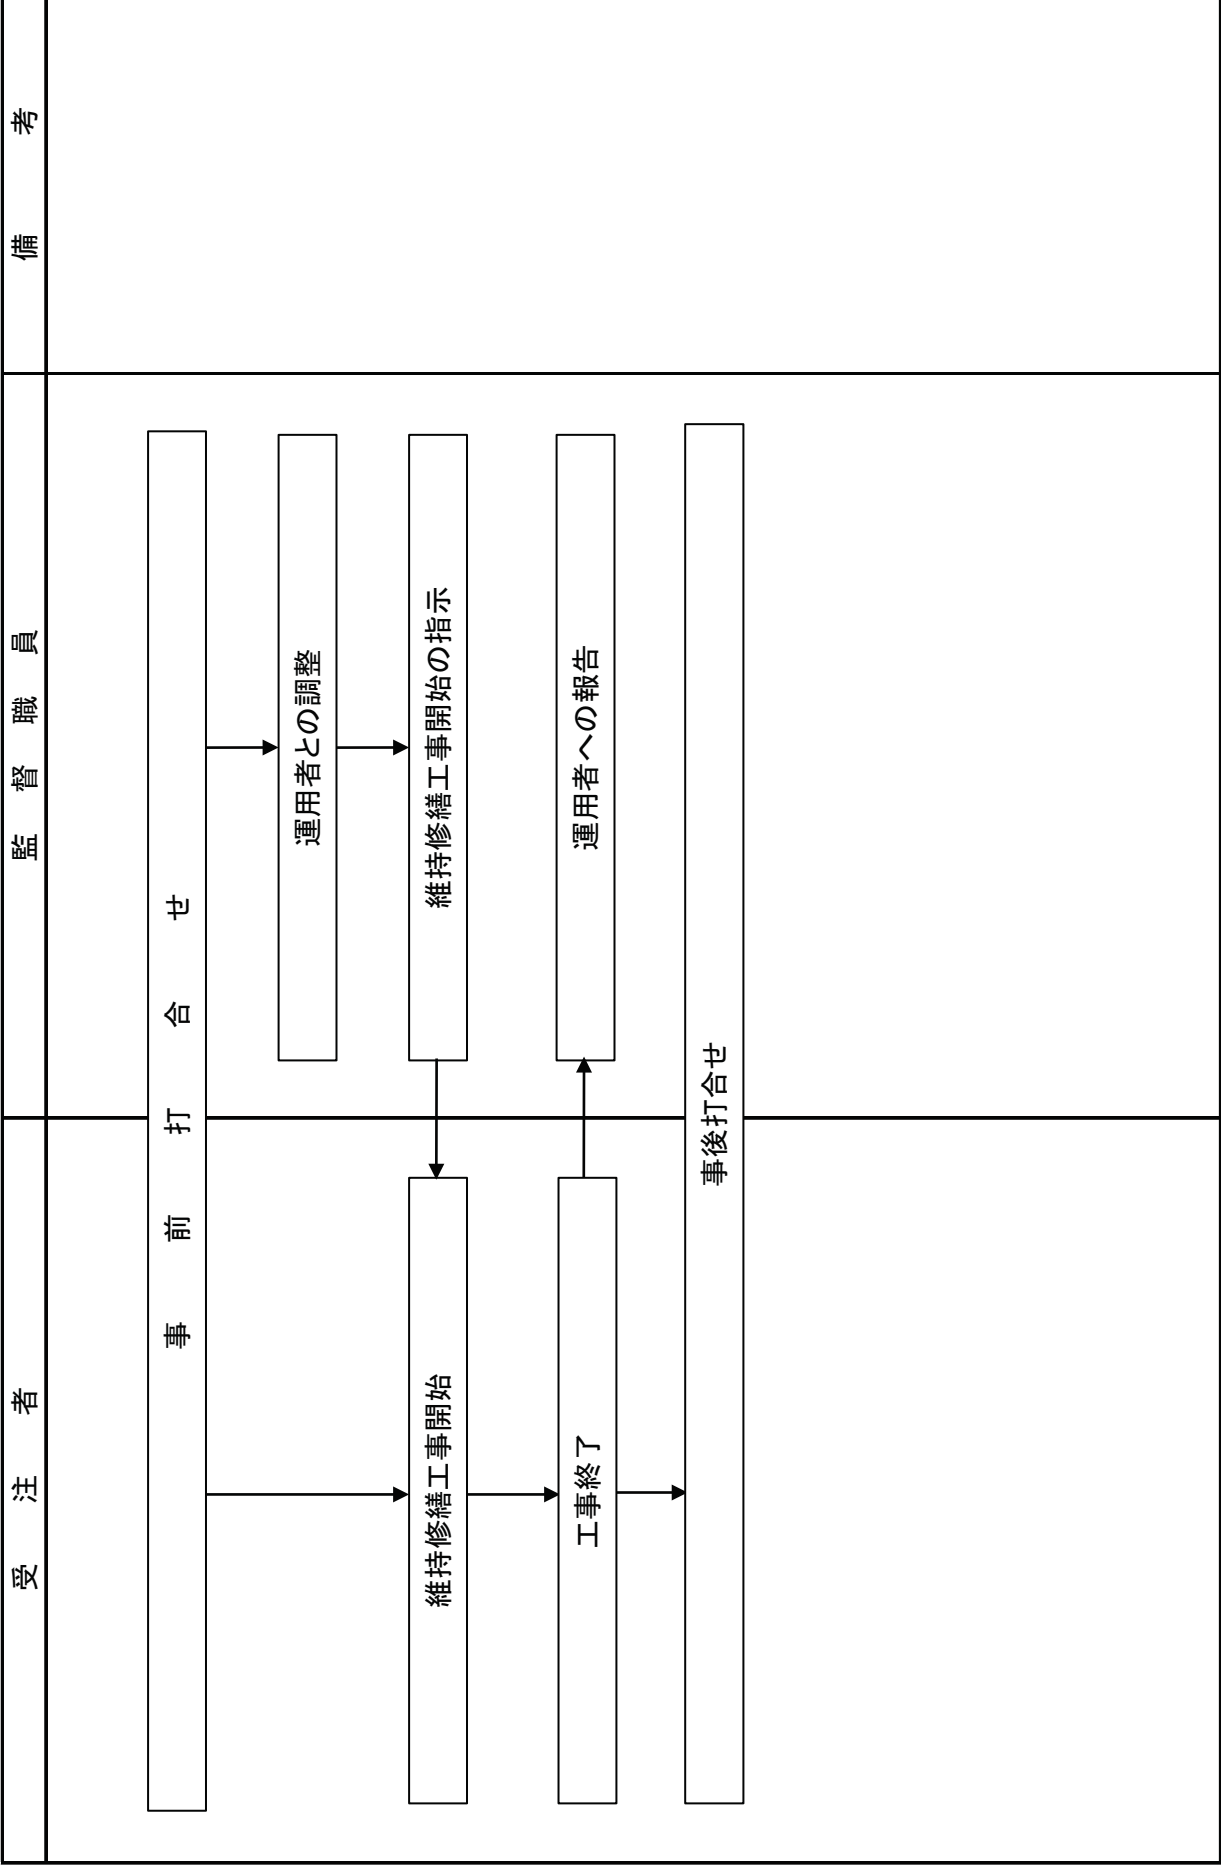 受注者
監督職員
備考
事前打合せ
運用者との調整
維持修繕工事開始の指示
維持修繕工事開始
工事終了
運用者への報告
事後打合せ